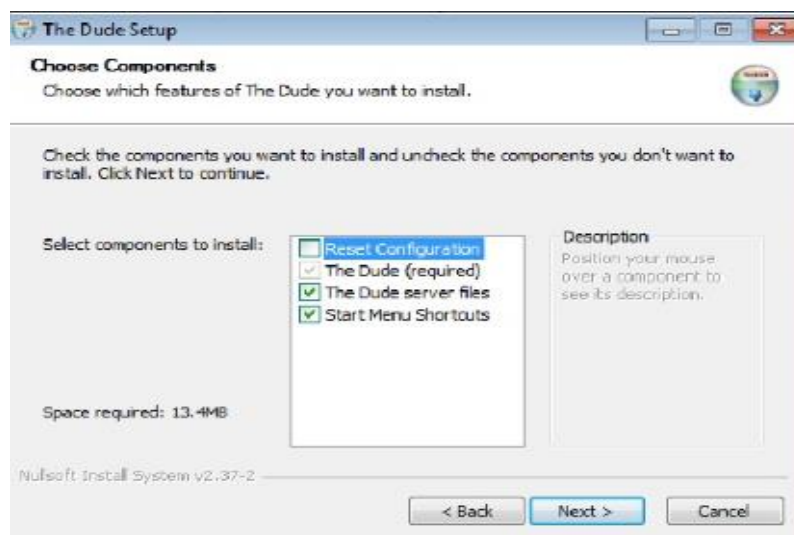 The Dude Setup
Choose Components
Choose which features of The Dude you want to install.
Check the components you want to install and uncheck the components you don't want to
install. Click Next to continue.
Select components to install:
Reset Configuration
The Dude (required)
The Dude server files
Start Menu Shortcuts
Description
Position your mouse
over a component to
see its description.
Space required: 13.4MB
Nullsoft Install System v2.37-2
< Back
Next >
Cancel